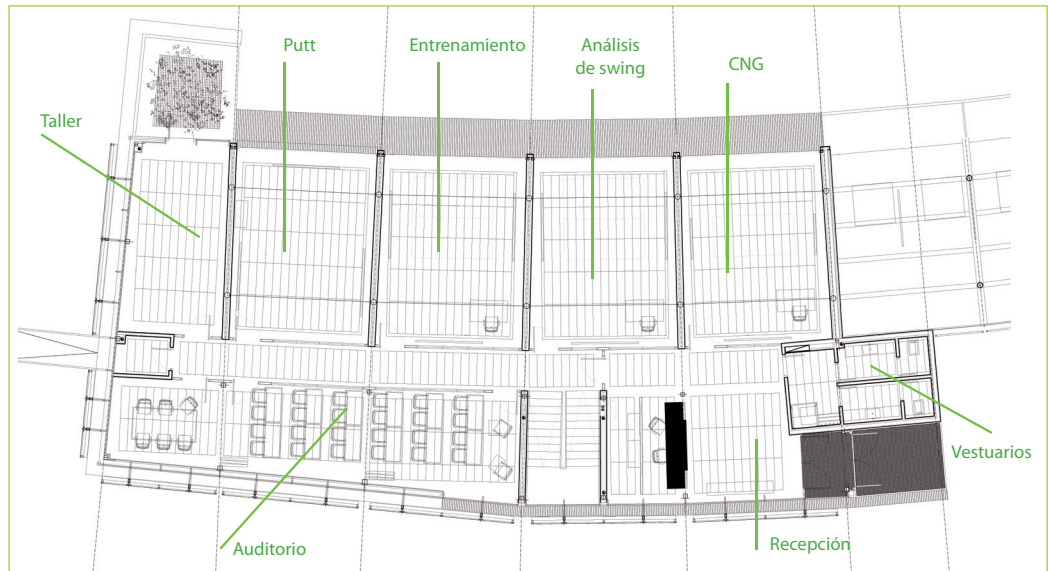 Putt
Entrenamiento
Análisis
de swing
CNG
Taller
Vestuarios
Auditorio
Recepción